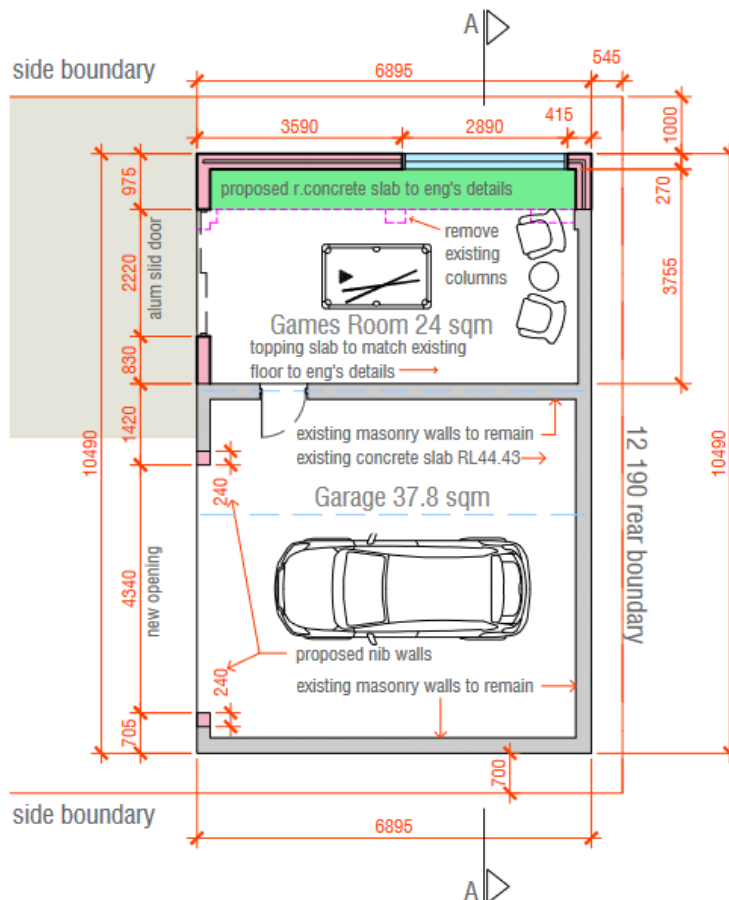 A
545
side boundary
6895
415
3590
2890
1000
975
proposed r.concrete slab to eng's details
270
remove
existing
columns
alum slid door
2220
3755
Games Room 24 sqm
topping slab to match existing
floor to eng's details
830
1420
10490
existing masonry walls to remain
existing concrete slab RL44.43
12 190 rear boundary
10490
240
Garage 37.8 sqm
4340
new opening
proposed nib walls
240
existing masonry walls to remain
705
700
side boundary
6895
A